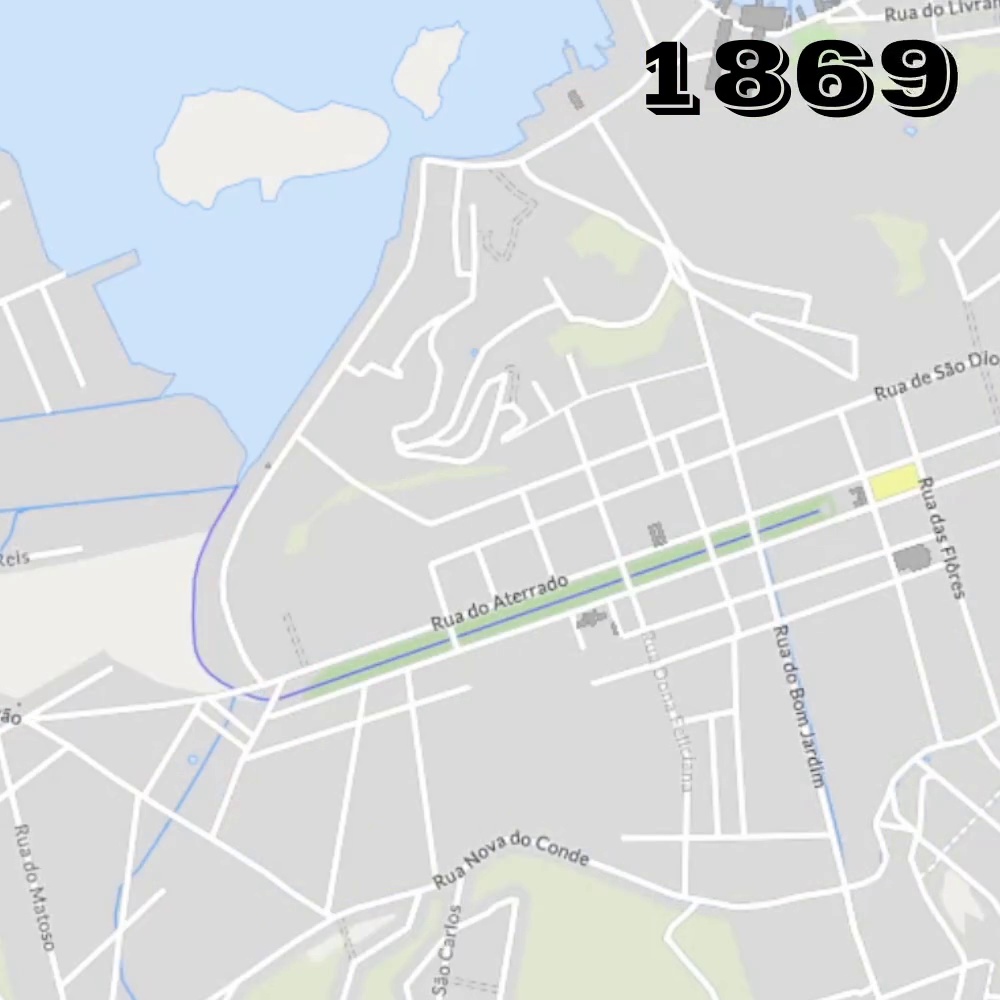 Rua do Livram
1869
Rua de São Dio
Reis
Rua das Flôres
Rua do Aterrado
Rua Dona Feliciana
Rua do Bom Jardim
ão
Rua do Matoso
Rua Nova do Conde
São Carlos